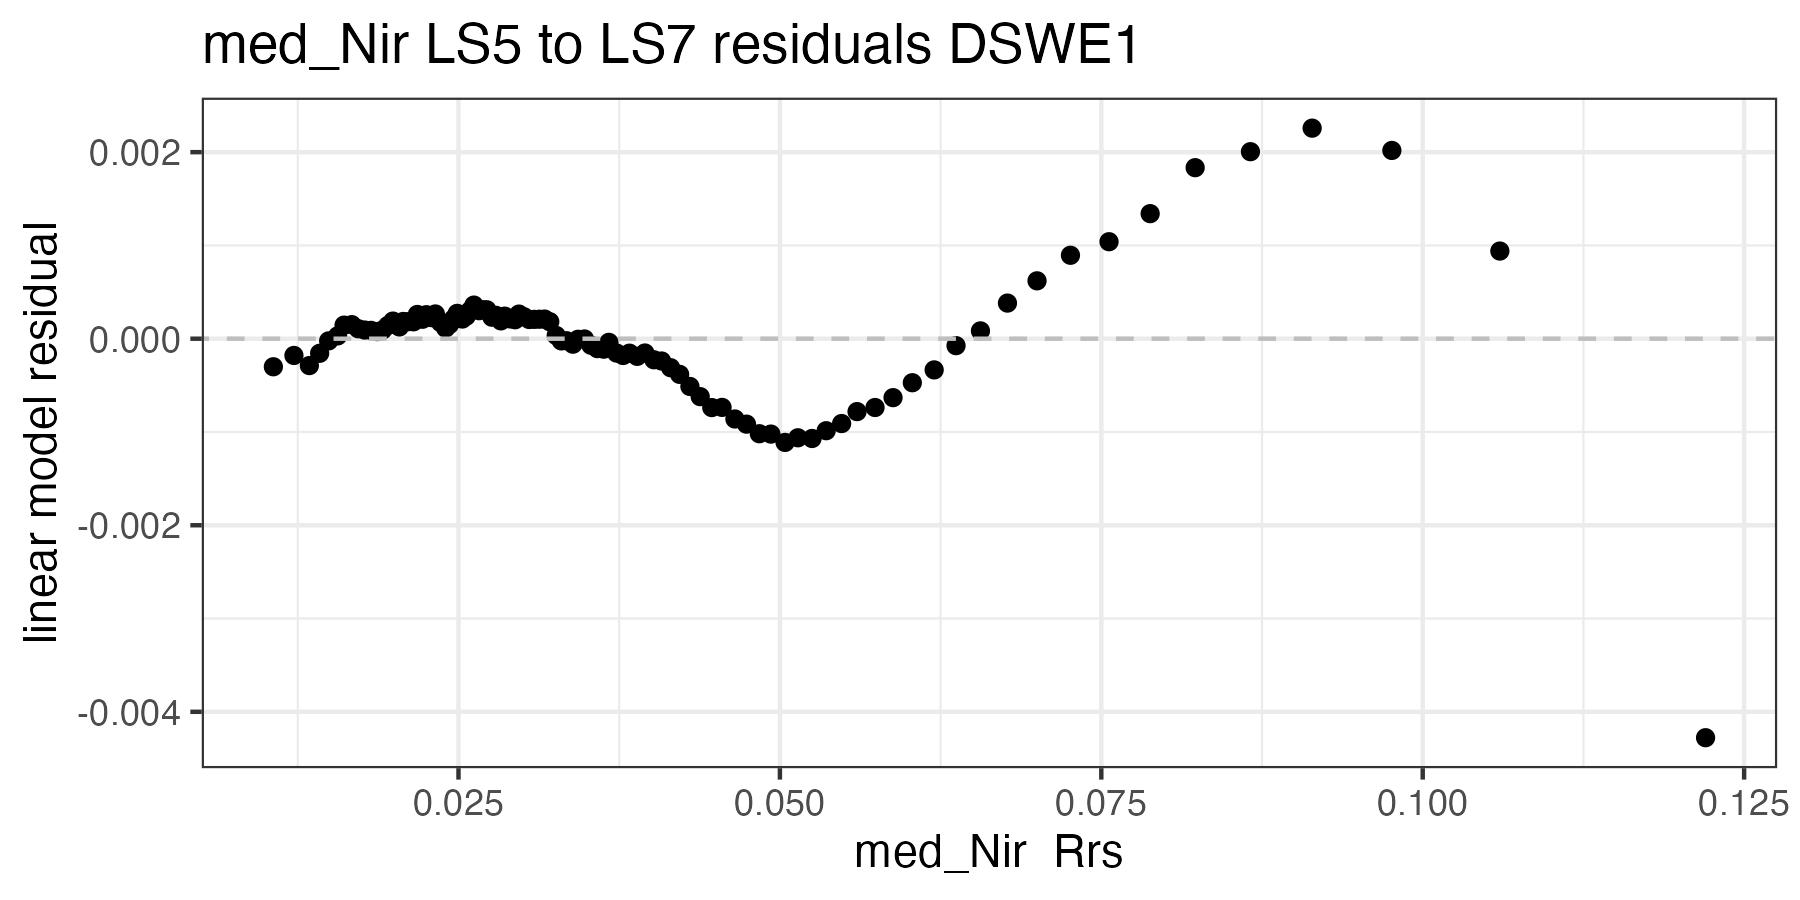 med_Nir LS5 to LS7 residuals DSWE1
linear model residual
0.002
0.000
-0.002
-0.004
0.025 0.050 0.075 0.100 0.125
med_Nir  Rrs